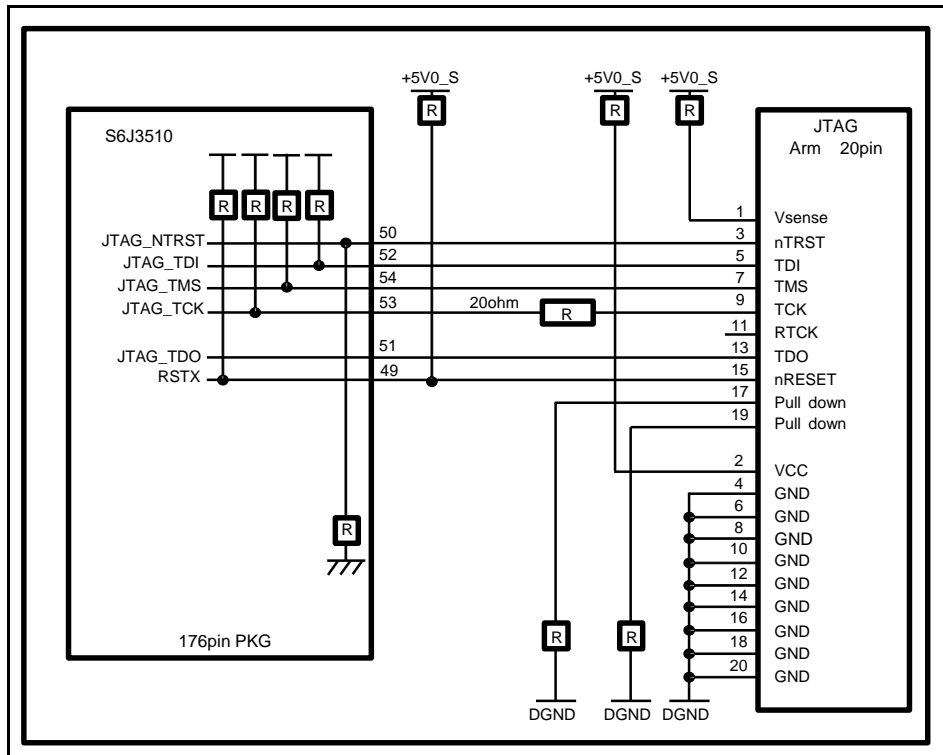 +5V0_S +5V0_S +5V0_S
R R R
S6J3510
JTAG
Arm 20pin
R R R R
JTAG_NTRST 50 3 nTRST
JTAG_TDI 52 5 TDI
JTAG_TMS 54 7 TMS
JTAG_TCK 53 20ohm R 9 TCK
JTAG_TDO 51 13 TDO
RSTX 49 15 nRESET
1 Vsense
11 RTCK
17 Pull down
19 Pull down
2 VCC
4 GND
6 GND
8 GND
10 GND
12 GND
14 GND
16 GND
18 GND
20 GND
R
R R
176pin PKG
DGND DGND DGND